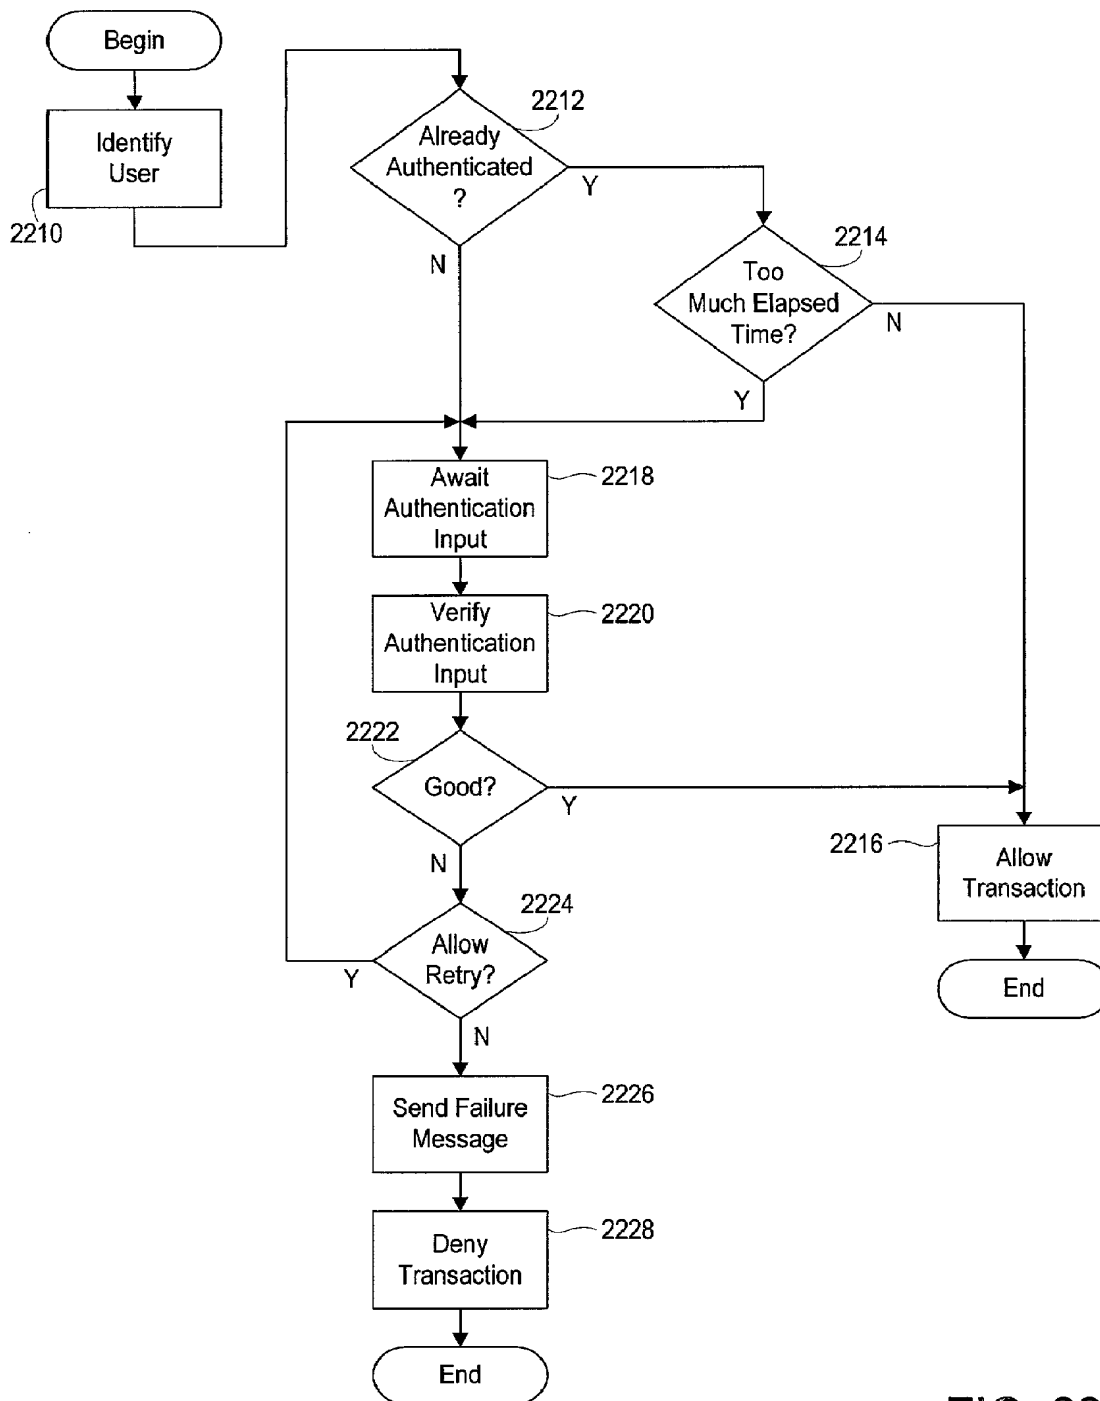 Begin
Identify
User
2210
Already
Authenticated
?
2212
Y
N
Too
Much Elapsed
Time?
2214
N
Y
Await
Authentication
Input
2218
Verify
Authentication
Input
2220
2222
Good?
Y
N
2216
Allow
Transaction
End
2224
Allow
Retry?
Y
N
Send Failure
Message
2226
Deny
Transaction
2228
End